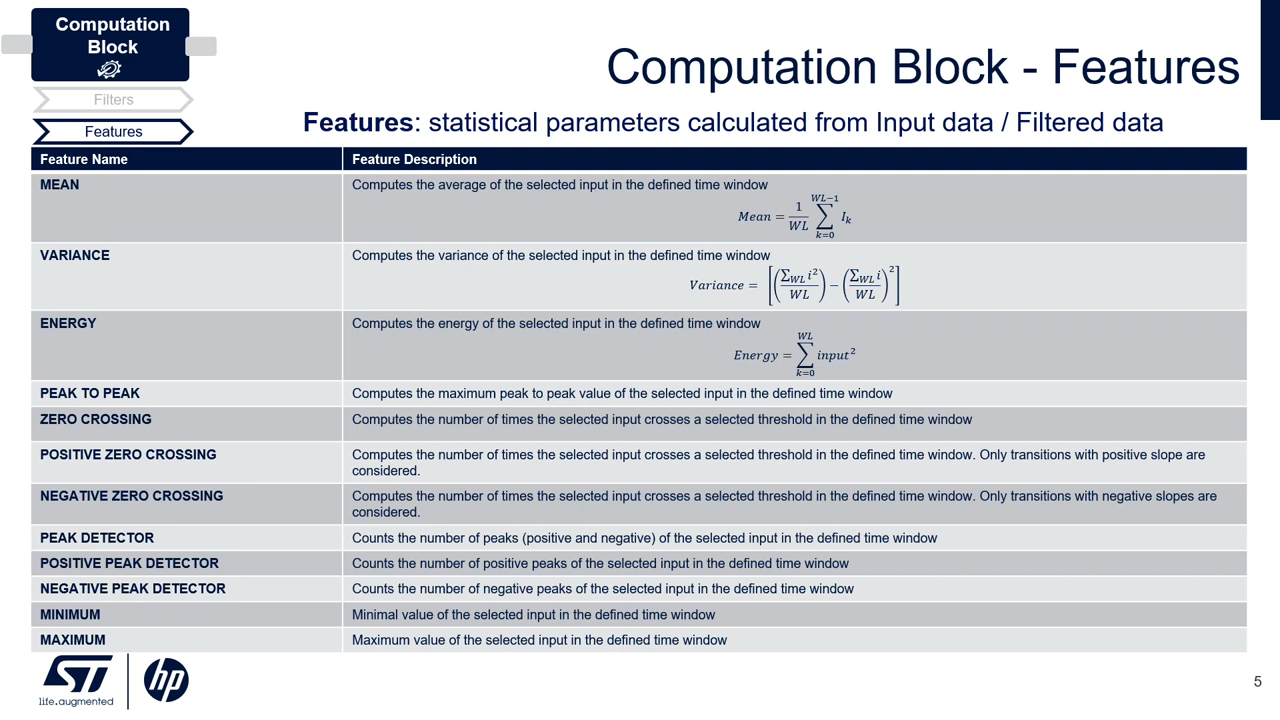 Computation
Block
Filters
Features
Computation Block - Features
Features: statistical parameters calculated from Input data / Filtered data
Feature Name
Feature Description
MEAN
Computes the average of the selected input in the defined time window
Mean = 1/WL ∑_{k=0}^{WL−1} I_k
VARIANCE
Computes the variance of the selected input in the defined time window
Variance = [(∑_{WL} i²/WL) − (∑_{WL} i/WL)²]
ENERGY
Computes the energy of the selected input in the defined time window
Energy = ∑_{k=0}^{WL} input²
PEAK TO PEAK
Computes the maximum peak to peak value of the selected input in the defined time window
ZERO CROSSING
Computes the number of times the selected input crosses a selected threshold in the defined time window
POSITIVE ZERO CROSSING
Computes the number of times the selected input crosses a selected threshold in the defined time window. Only transitions with positive slope are
considered.
NEGATIVE ZERO CROSSING
Computes the number of times the selected input crosses a selected threshold in the defined time window. Only transitions with negative slopes are
considered.
PEAK DETECTOR
Counts the number of peaks (positive and negative) of the selected input in the defined time window
POSITIVE PEAK DETECTOR
Counts the number of positive peaks of the selected input in the defined time window
NEGATIVE PEAK DETECTOR
Counts the number of negative peaks of the selected input in the defined time window
MINIMUM
Minimal value of the selected input in the defined time window
MAXIMUM
Maximum value of the selected input in the defined time window
ST
life.augmented
hp
5